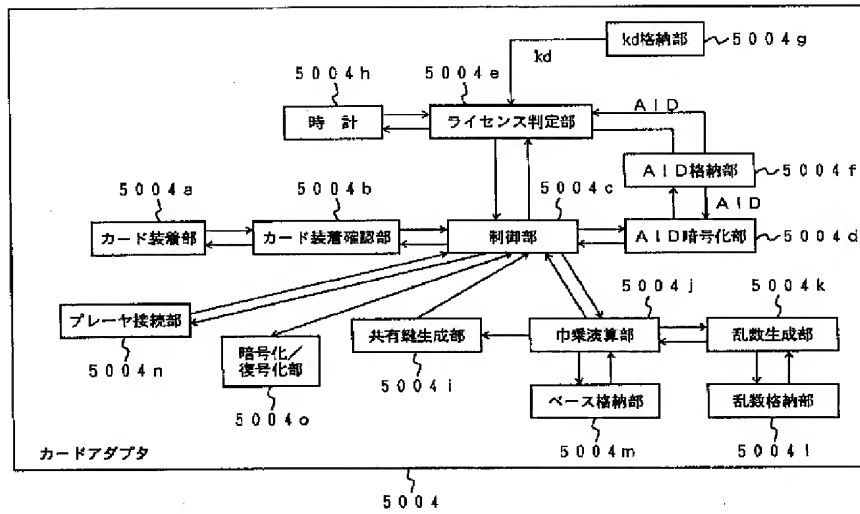 kd格納部
5004g
kd
5004h
5004e
時 計
ライセンス判定部
AID
AID格納部
5004f
AID
5004a
5004b
5004c
カード装着部
カード装着確認部
制御部
AID暗号化部
5004d
5004j
5004k
プレーヤ接続部
5004n
暗号化/
復号化部
5004o
共有鍵生成部
5004i
巾乗演算部
乱数生成部
ベース格納部
5004m
乱数格納部
5004l
カードアダプタ
5004